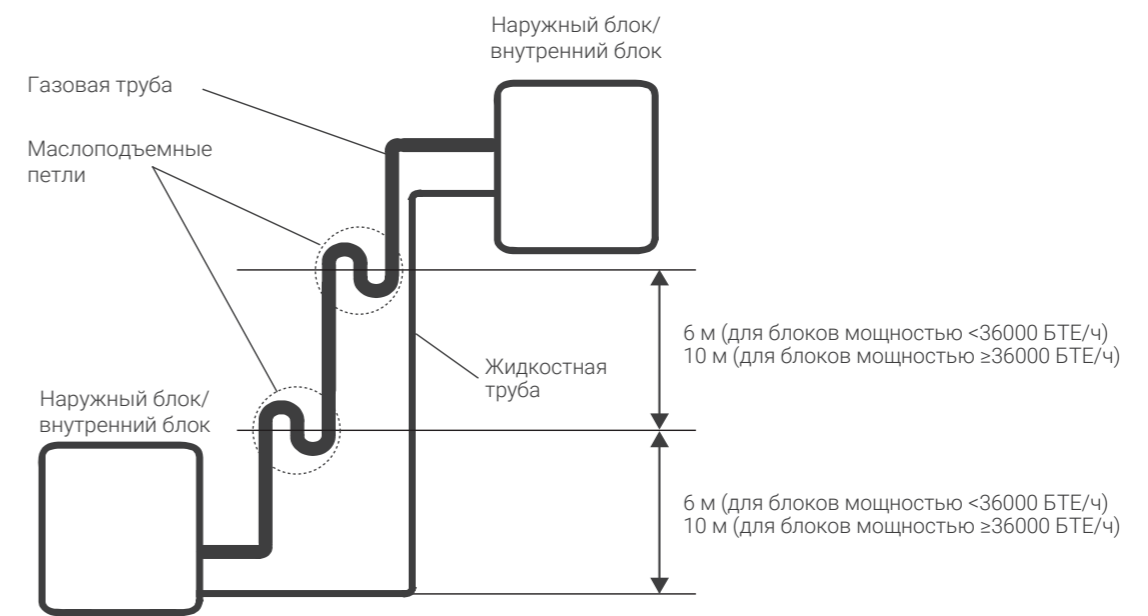 Наружный блок/
внутренний блок
Газовая труба
Маслоподъемные
петли
6 м (для блоков мощностью <36000 БТЕ/ч)
10 м (для блоков мощностью ≥36000 БТЕ/ч)
Жидкостная
труба
Наружный блок/
внутренний блок
6 м (для блоков мощностью <36000 БТЕ/ч)
10 м (для блоков мощностью ≥36000 БТЕ/ч)